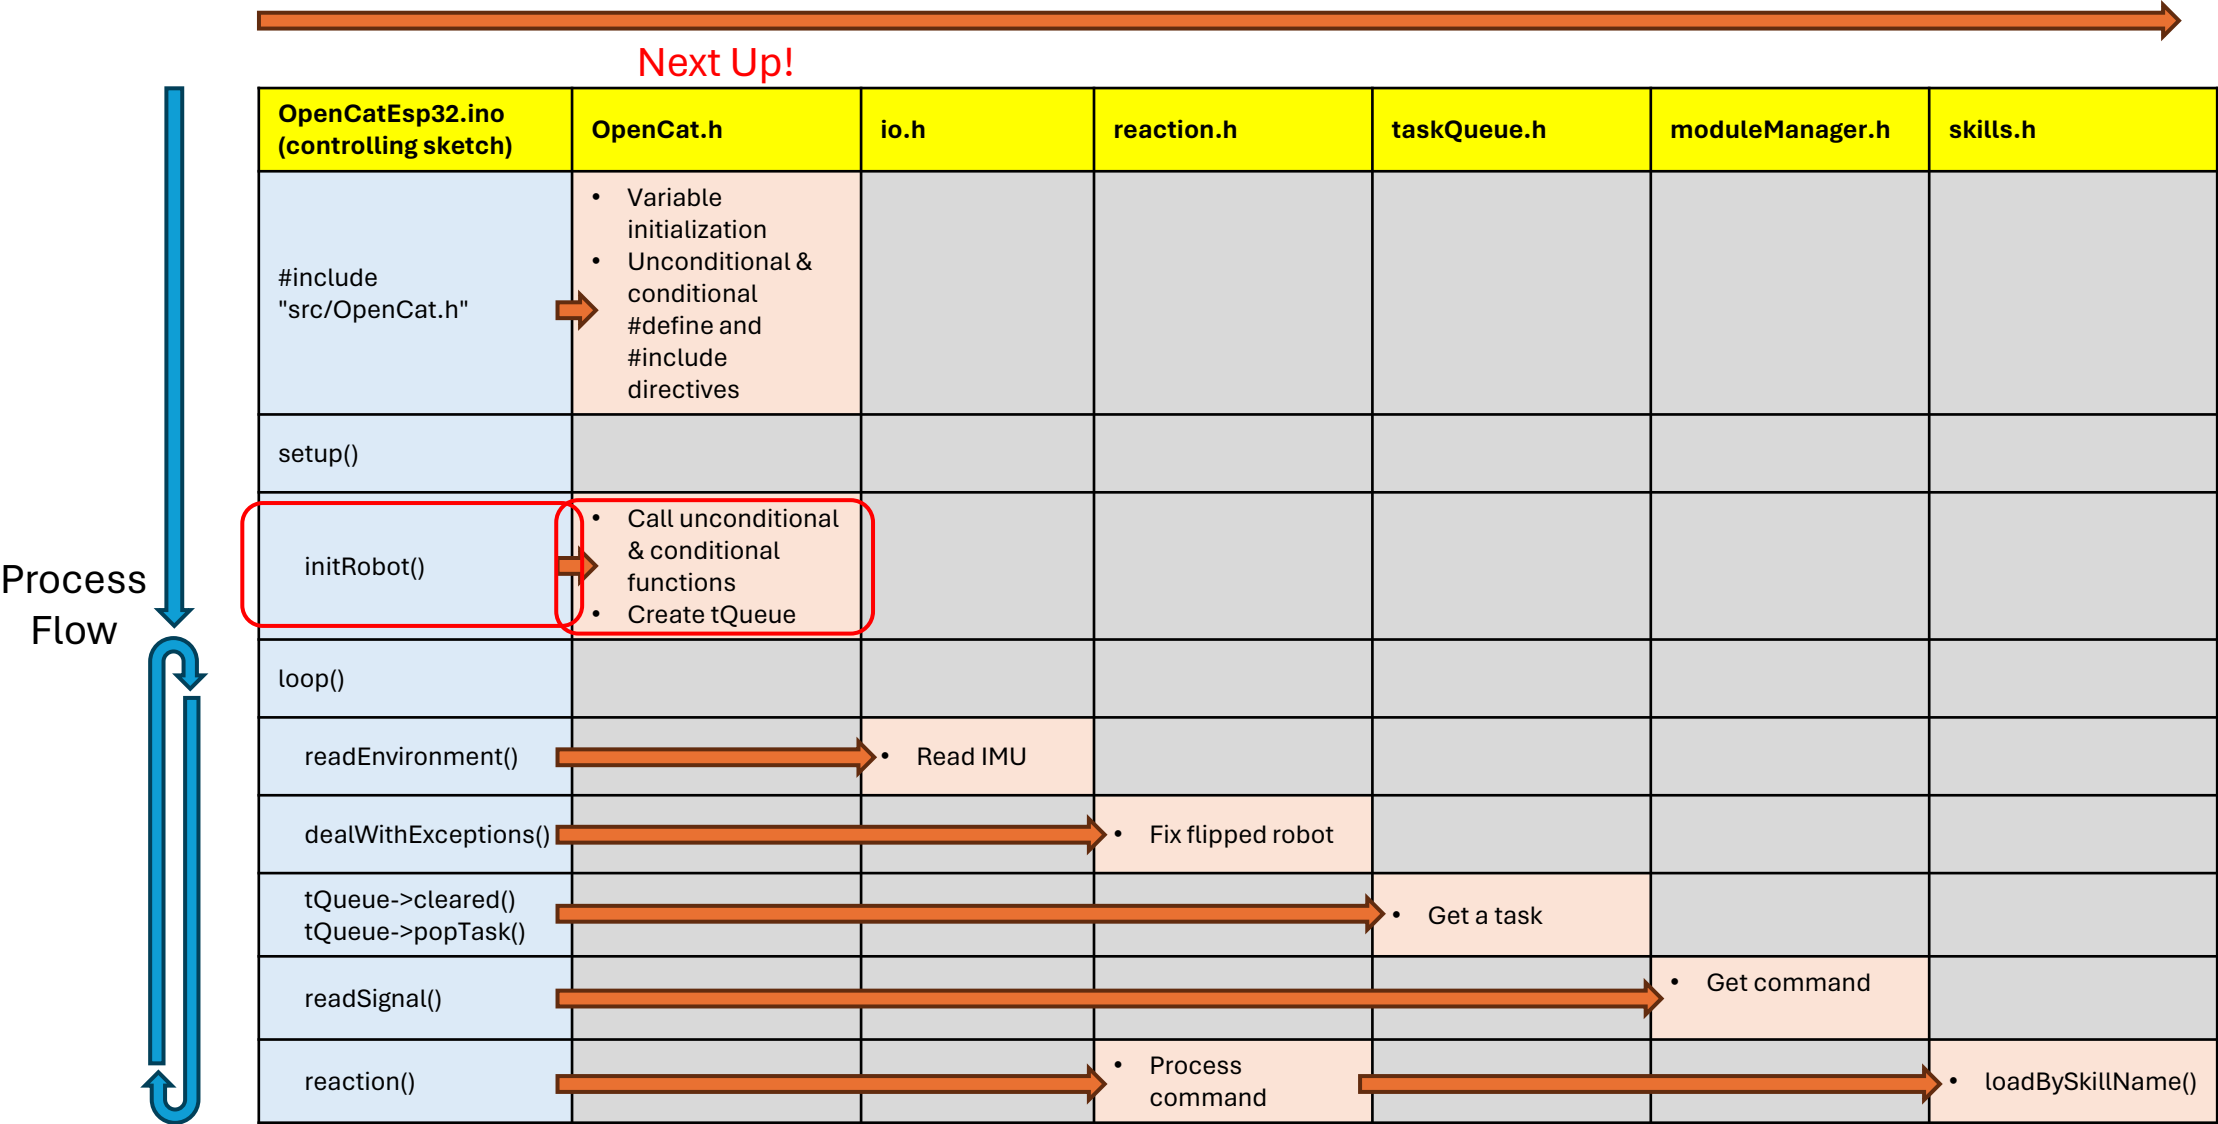 Next Up!
OpenCatEsp32.ino
(controlling sketch)
OpenCat.h
io.h
reaction.h
taskQueue.h
moduleManager.h
skills.h
#include
"src/OpenCat.h"
• Variable
initialization
• Unconditional &
conditional
#define and
#include
directives
setup()
initRobot()
• Call unconditional
& conditional
functions
• Create tQueue
Process
Flow
loop()
readEnvironment()
• Read IMU
dealWithExceptions()
• Fix flipped robot
tQueue->cleared()
tQueue->popTask()
• Get a task
readSignal()
• Get command
reaction()
• Process
command
• loadBySkillName()